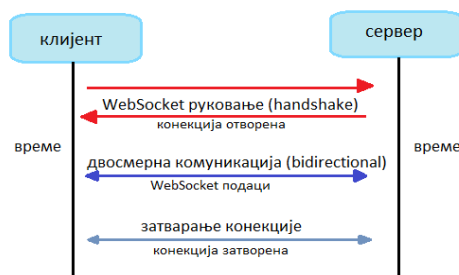 клијент
сервер
WebSocket руковање (handshake)
конекција отворена
време
време
двосмерна комуникација (bidirectional)
WebSocket подаци
затварање конекције
конекција затворена